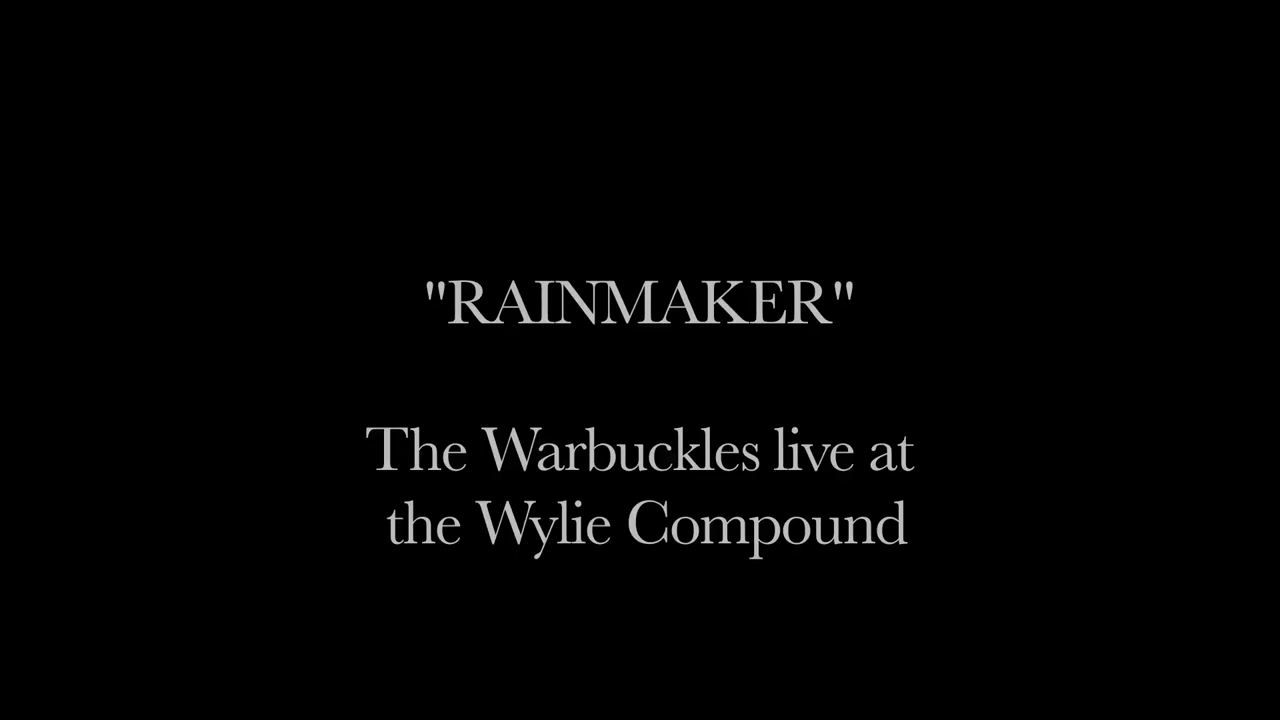 "RAINMAKER"
The Warbuckles live at
the Wylie Compound